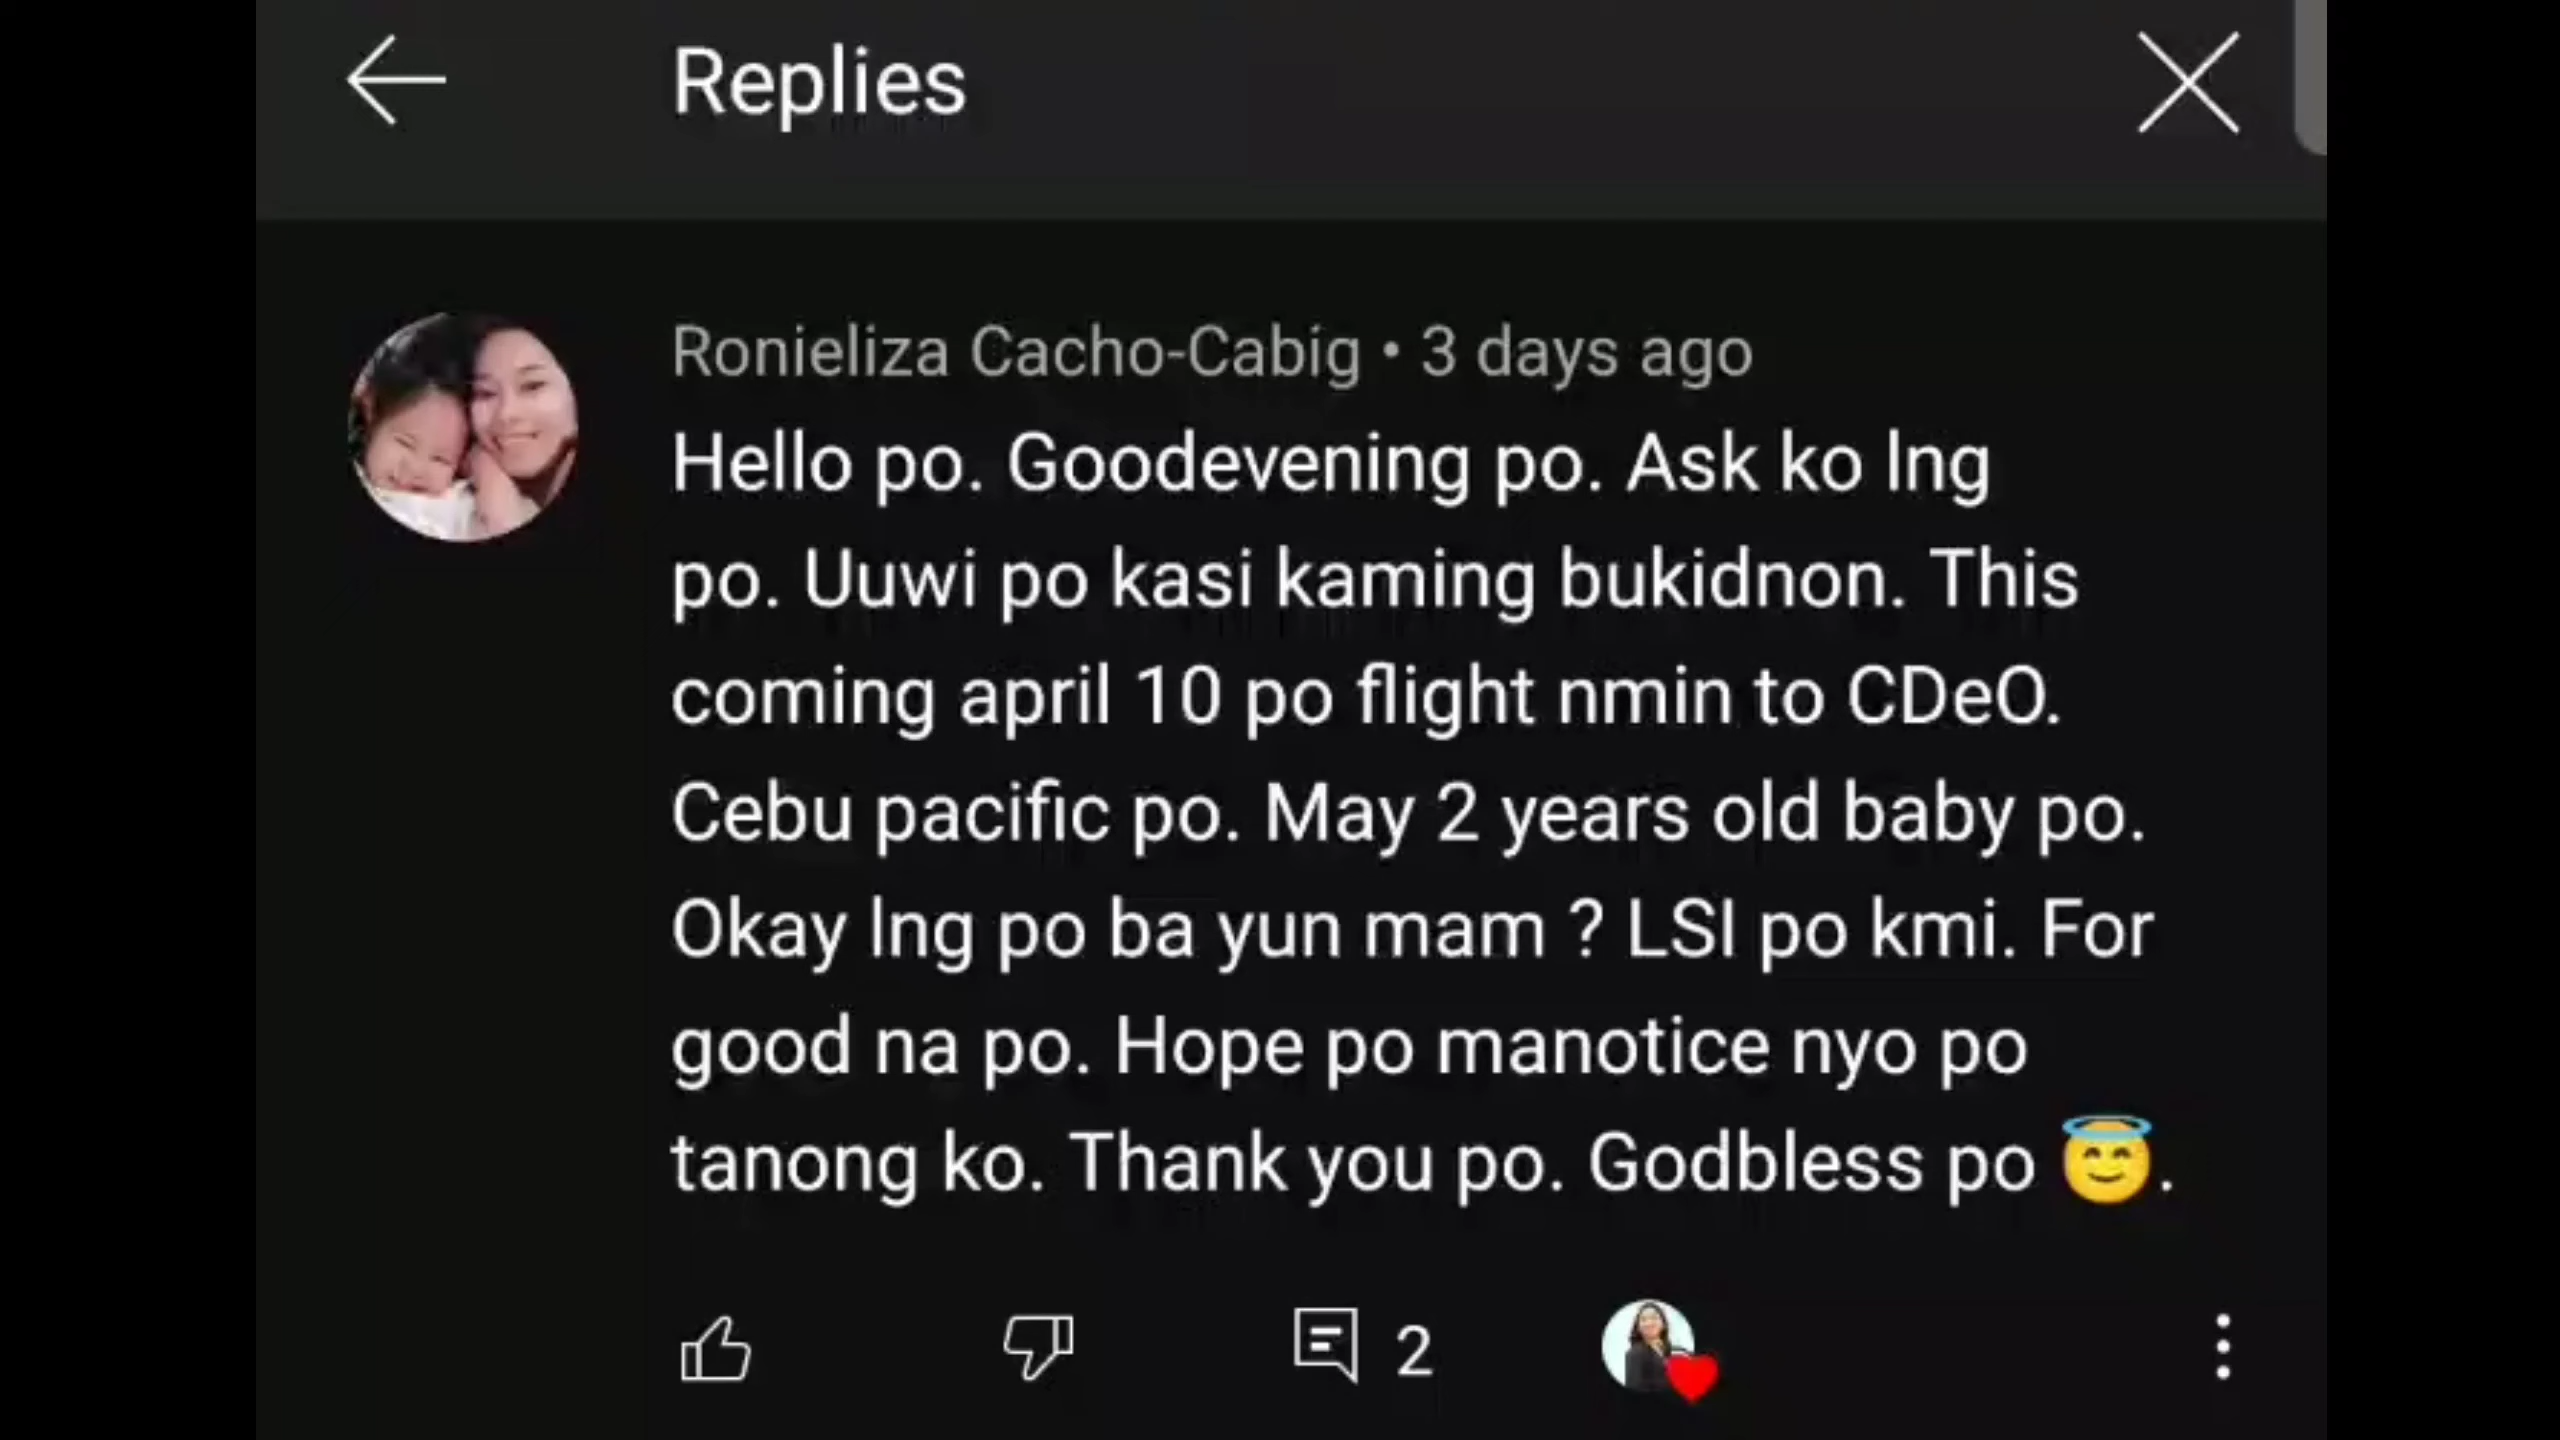 Replies
Ronieliza Cacho-Cabig • 3 days ago
Hello po. Goodevening po. Ask ko lng
po. Uuwi po kasi kaming bukidnon. This
coming april 10 po flight nmin to CDeO.
Cebu pacific po. May 2 years old baby po.
Okay lng po ba yun mam ? LSI po kmi. For
good na po. Hope po manotice nyo po
tanong ko. Thank you po. Godbless po 😇.
2